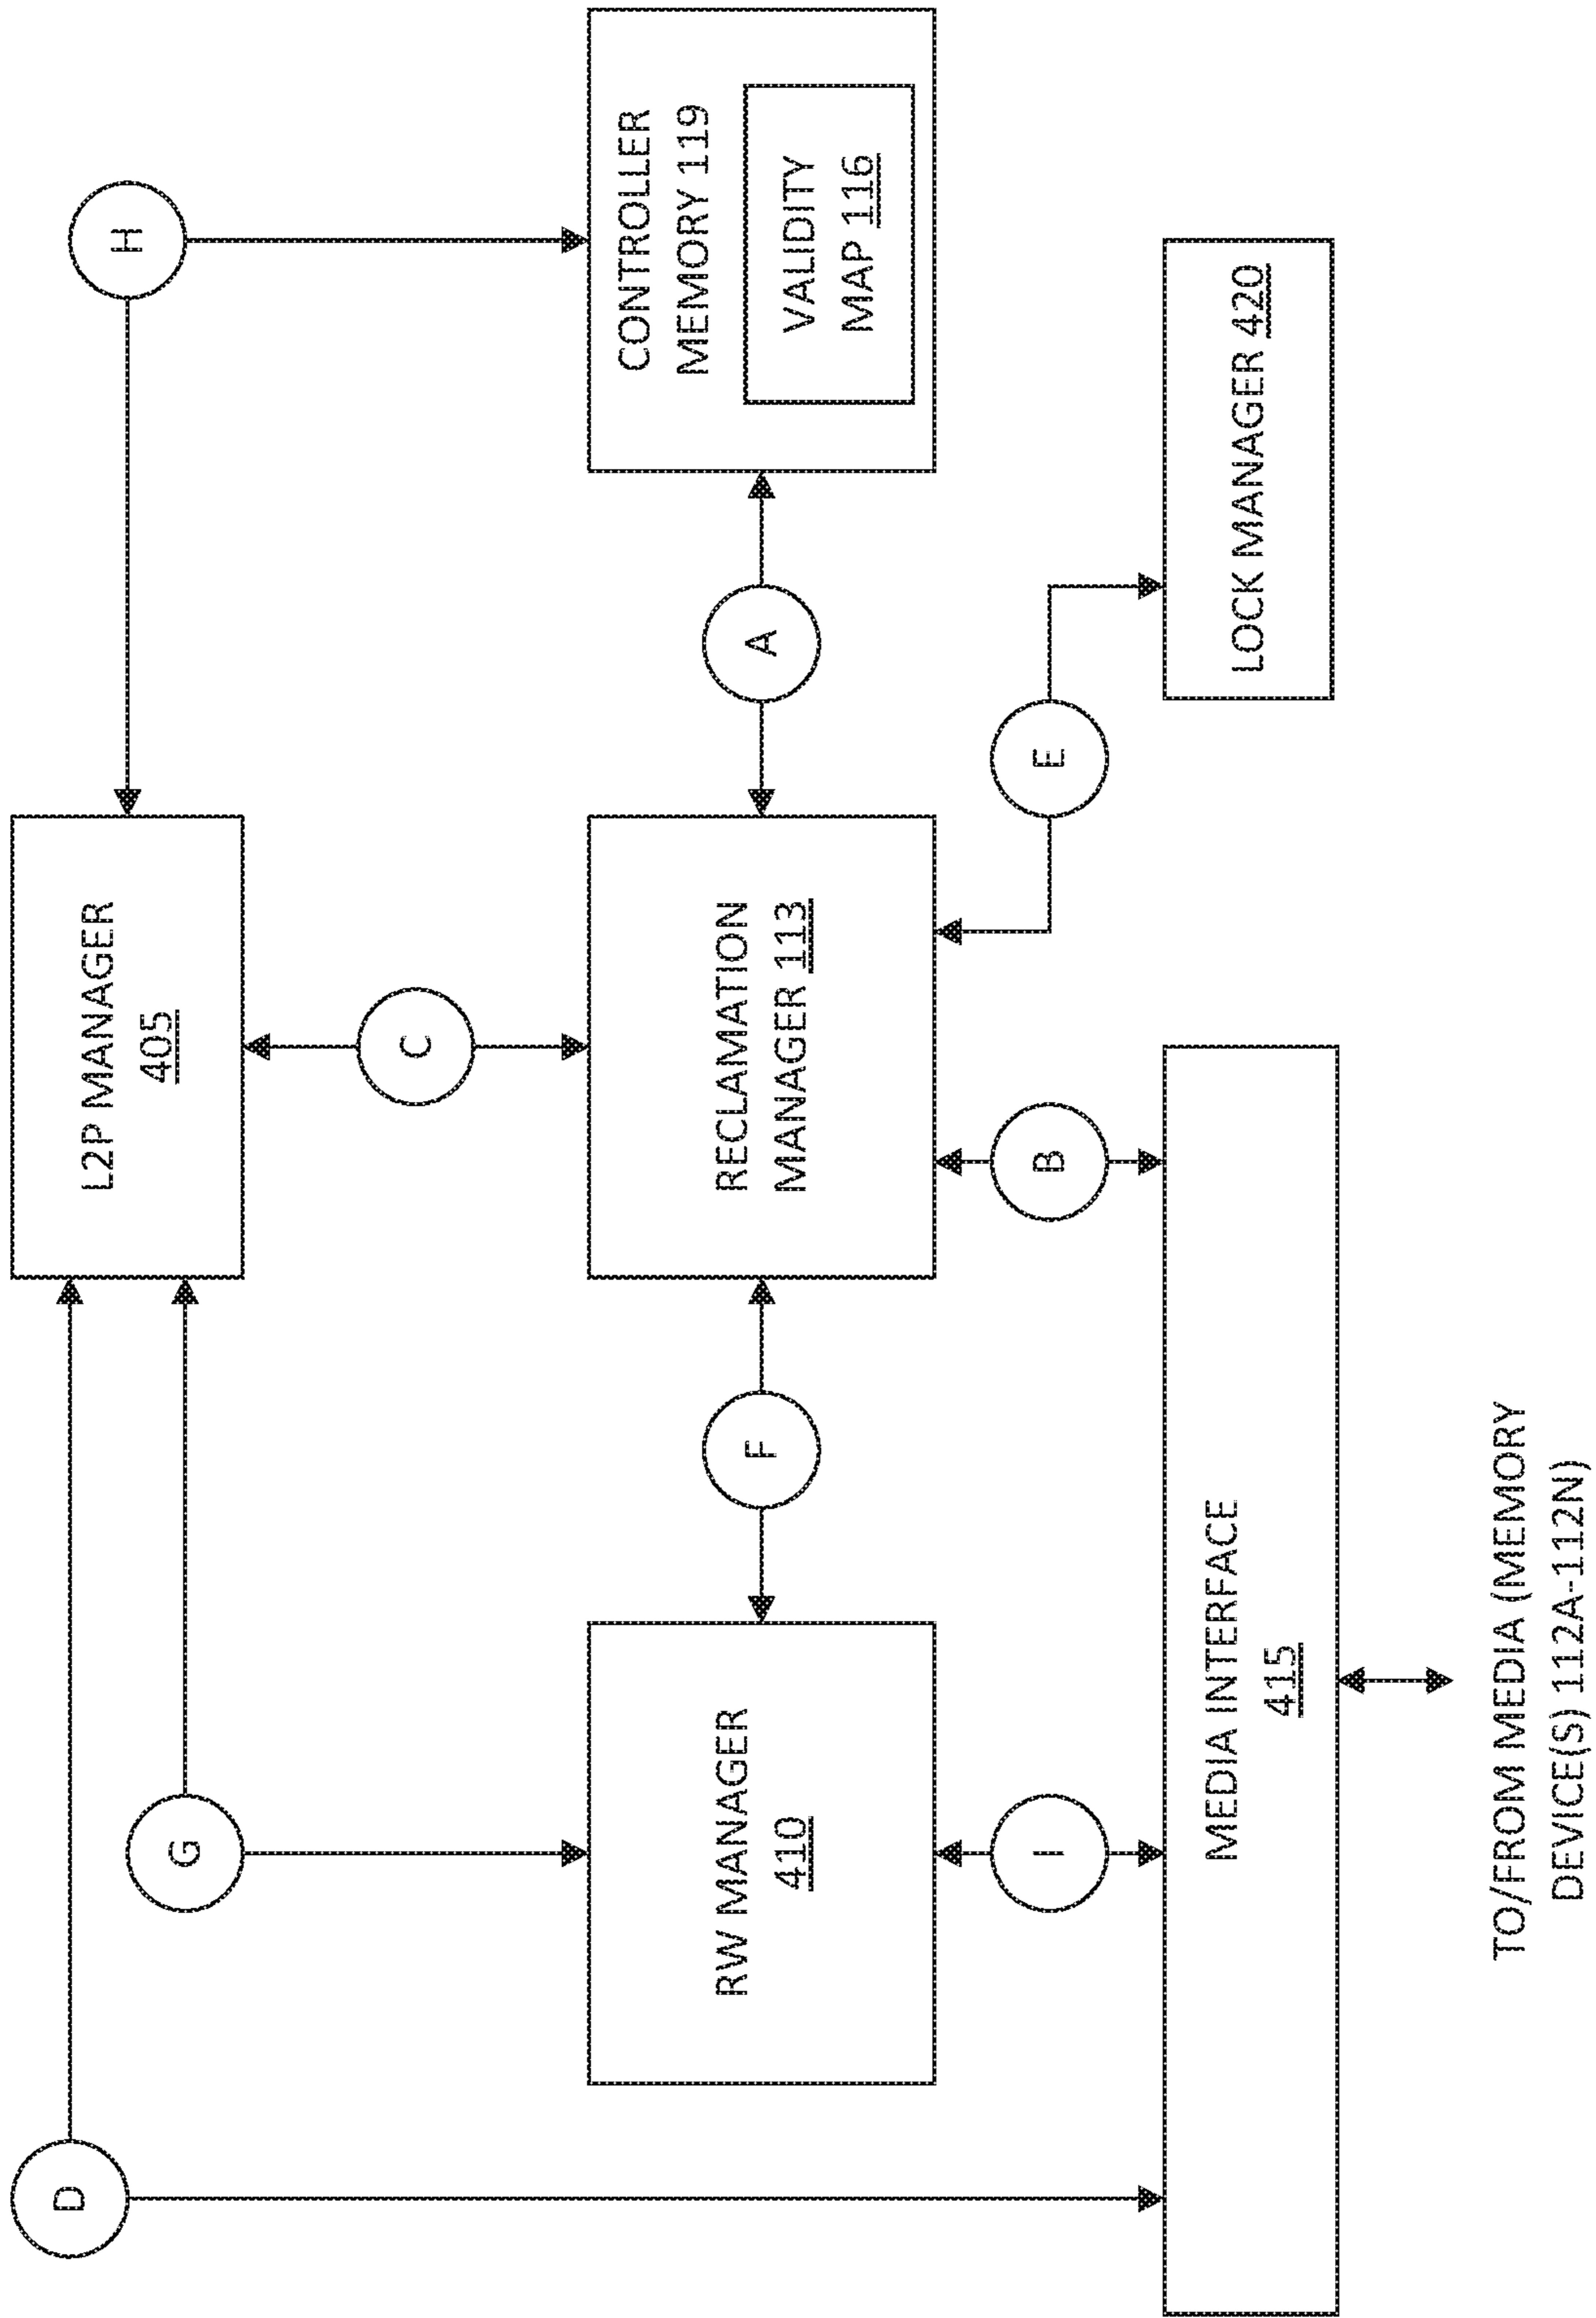 D
L2P MANAGER
405
H
G
C
RW MANAGER
410
F
RECLAMATION
MANAGER 113
A
CONTROLLER
MEMORY 119
VALIDITY
MAP 116
I
B
E
MEDIA INTERFACE
415
LOCK MANAGER 420
TO/FROM MEDIA (MEMORY
DEVICE(S) 112A-112N)